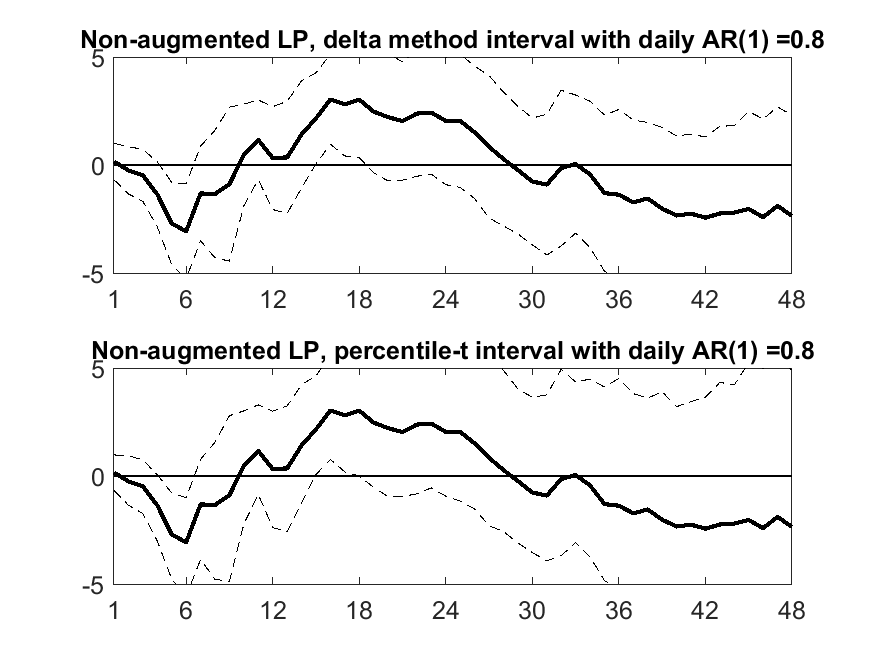 Non-augmented LP, delta method interval with daily AR(1) =0.8
5
0
-5
1 6 12 18 24 30 36 42 48
Non-augmented LP, percentile-t interval with daily AR(1) =0.8
5
0
-5
1 6 12 18 24 30 36 42 48